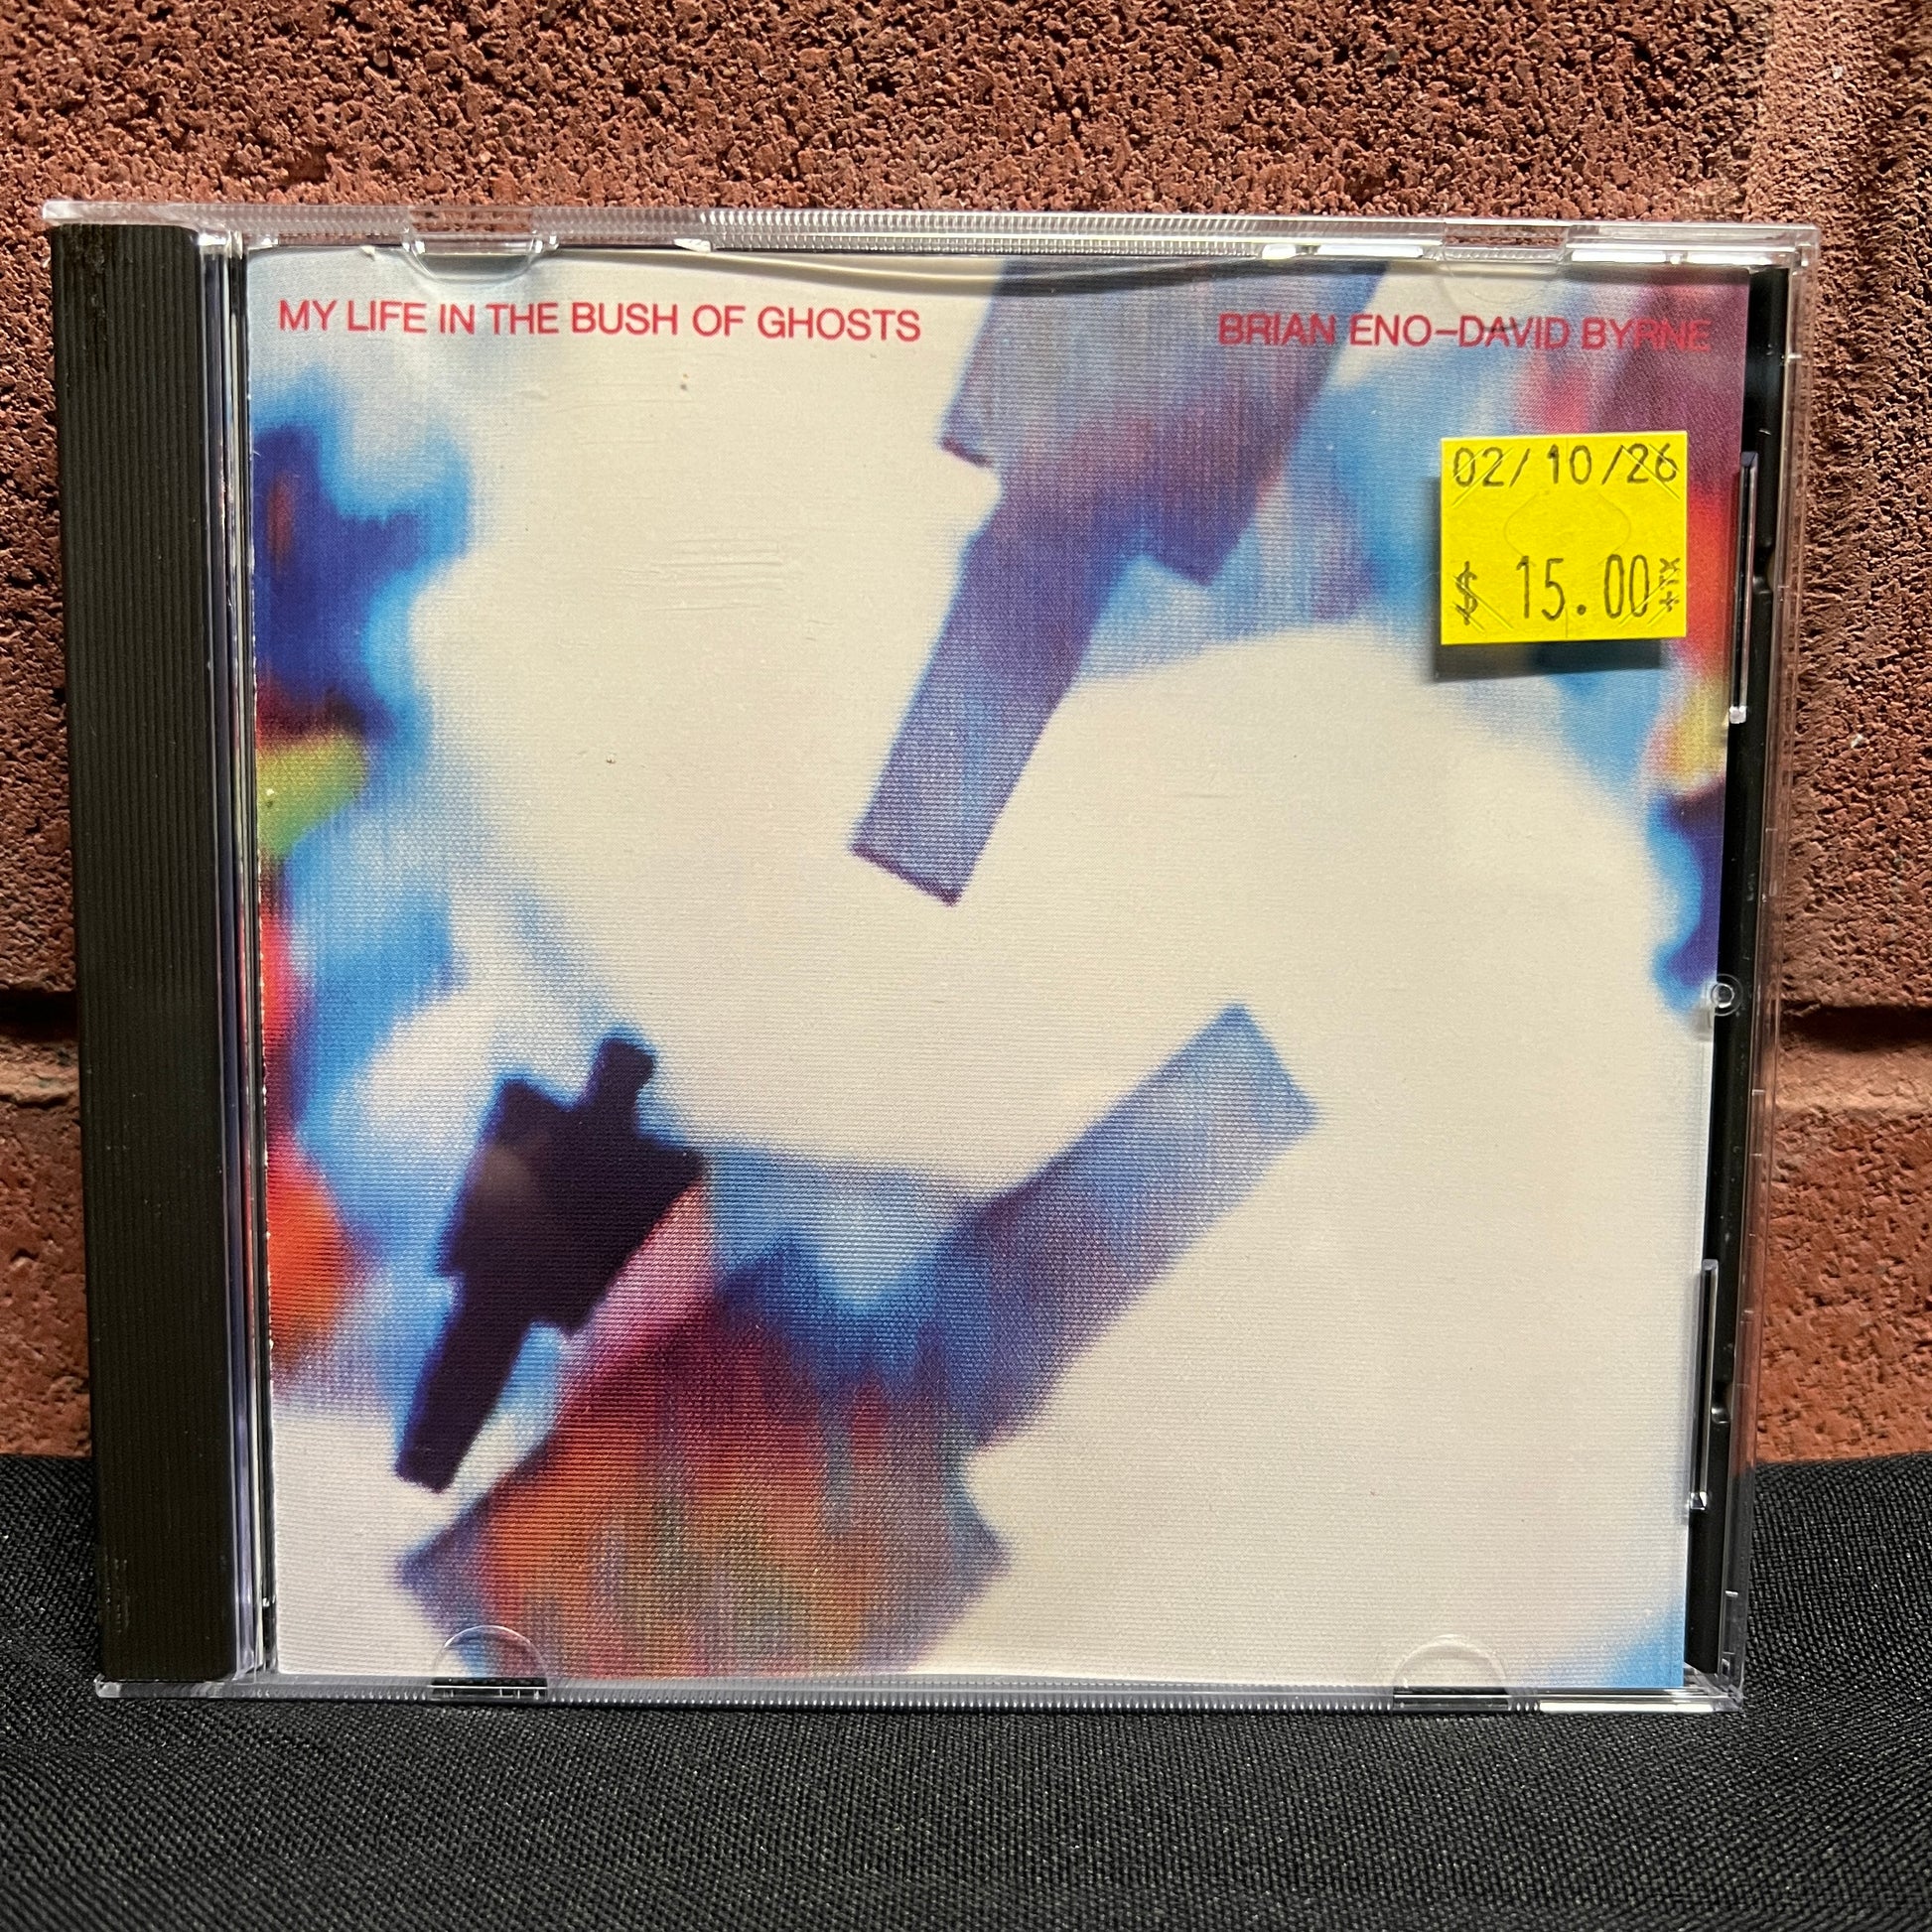 MY LIFE IN THE BUSH OF GHOSTS
BRIAN ENO–DAVID BYRNE
02/10/26
$ 15.00